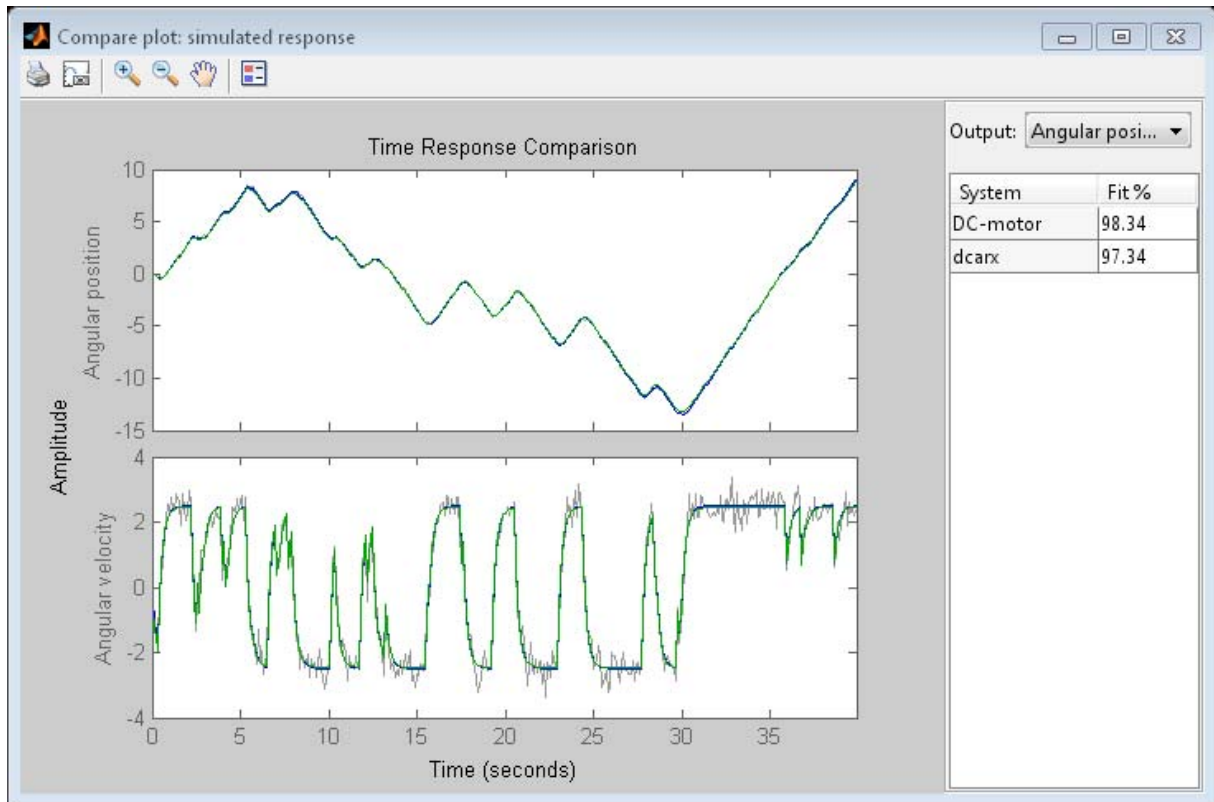 Compare plot: simulated response
Output: Angular posi...
System Fit %
DC-motor 98.34
dcarx 97.34
Time Response Comparison
Amplitude
Angular position
10
5
0
-5
-10
-15
Angular velocity
4
2
0
-2
-4
0 5 10 15 20 25 30 35
Time (seconds)